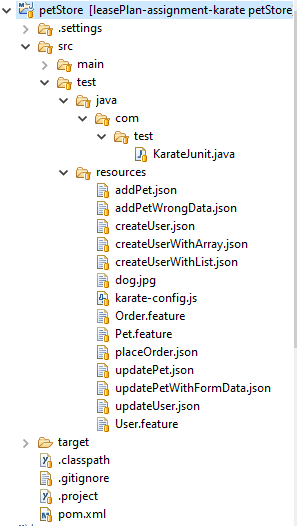 petStore [leasePlan-assignment-karate petStore
.settings
src
main
test
java
com
test
KarateJunit.java
resources
addPet.json
addPetWrongData.json
createUser.json
createUserWithArray.json
createUserWithList.json
dog.jpg
karate-config.js
Order.feature
Pet.feature
placeOrder.json
updatePet.json
updatePetWithFormData.json
updateUser.json
User.feature
target
.classpath
.gitignore
.project
pom.xml